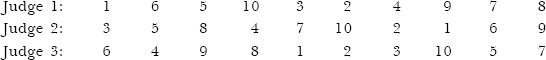 Judge 1: 1 6 5 10 3 2 4 9 7 8
Judge 2: 3 5 8 4 7 10 2 1 6 9
Judge 3: 6 4 9 8 1 2 3 10 5 7